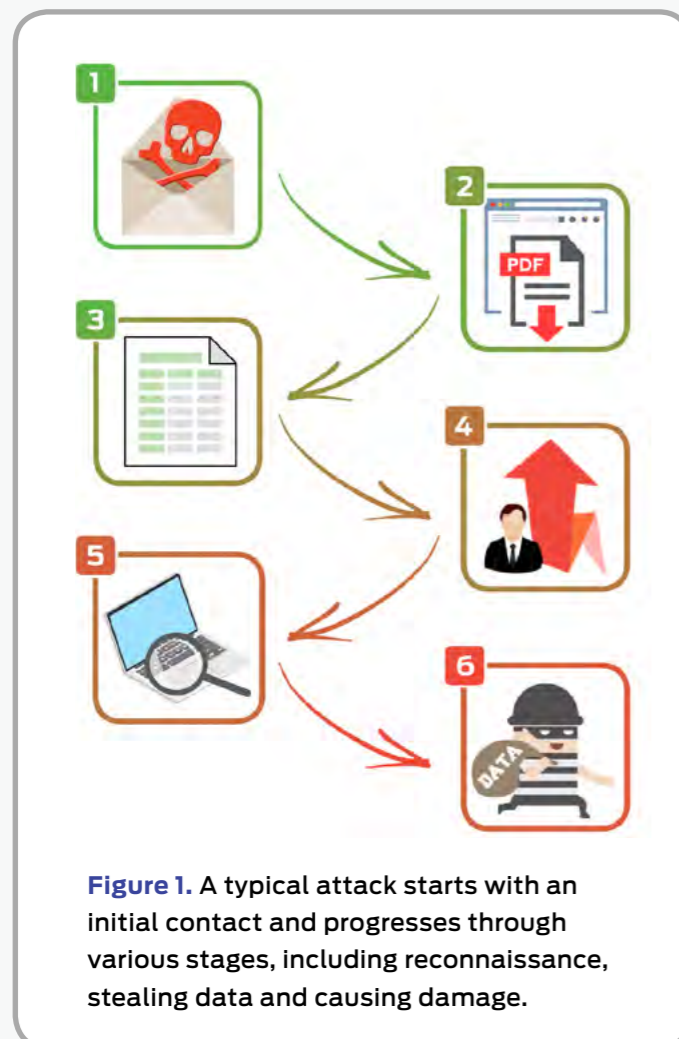 1
2
PDF
3
4
5
6
DATA
Figure 1. A typical attack starts with an
initial contact and progresses through
various stages, including reconnaissance,
stealing data and causing damage.